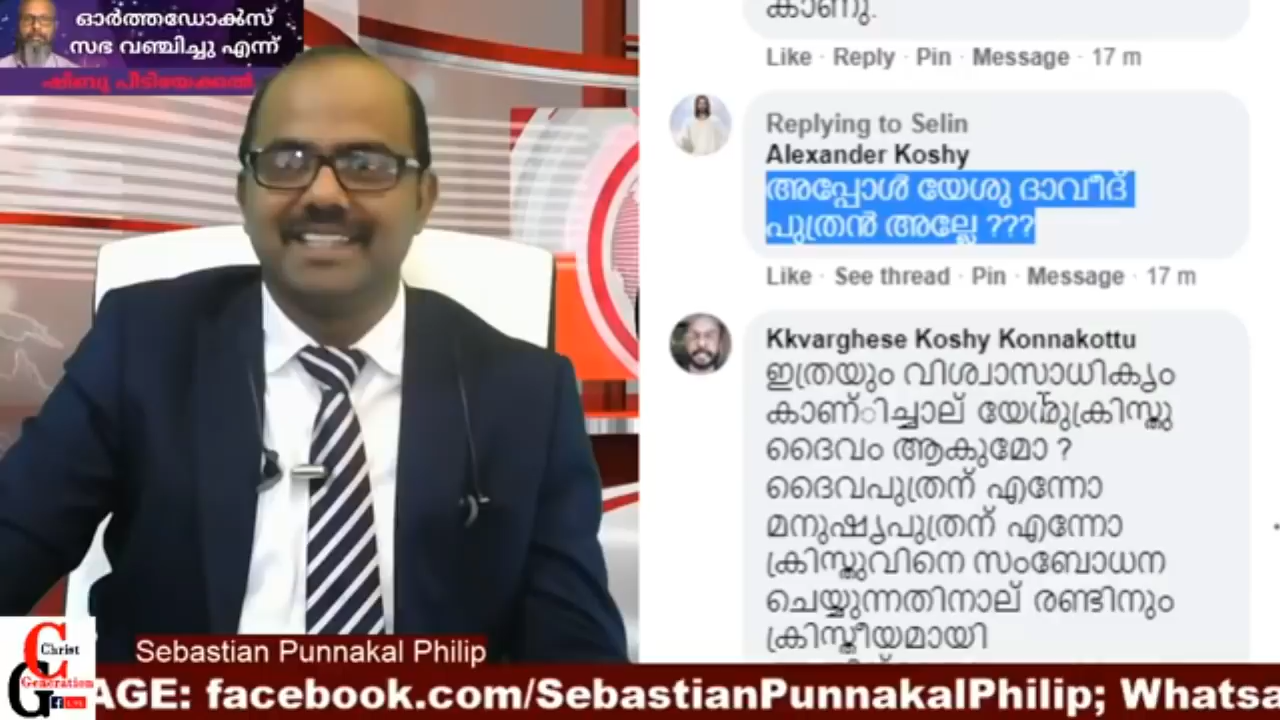 ഓർത്തഡോക്സ്
സഭ വഞ്ചിച്ചു എന്ന്
ഷിബു പീടിയേക്കൽ
കാണു.
Like · Reply · Pin · Message · 17 m
Replying to Selin
Alexander Koshy
അപ്പോൾ യേശു ദാവീദ്
പുത്രൻ അല്ലേ ???
Like · See thread · Pin · Message · 17 m
Kkvarghese Koshy Konnakottu
ഇത്രയും വിശ്വാസാധിക്യം
കാണ്ിച്ചാല് യേശുക്രിസ്തു
ദൈവം ആകുമോ ?
ദൈവപുത്രന് എന്നോ
മനുഷ്യപുത്രന് എന്നോ
ക്രിസ്തുവിനെ സംബോധന
ചെയ്യുന്നതിനാല് രണ്ടിനും
ക്രിസ്തീയമായി
Sebastian Punnakal Philip
Christ
Generation
AGE: facebook.com/SebastianPunnakalPhilip; Whatsa